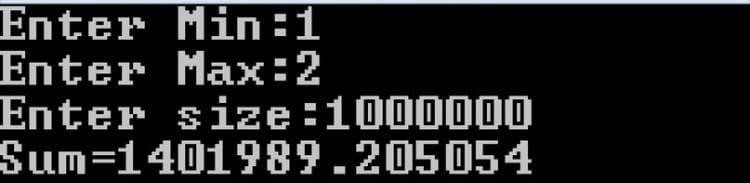 Enter Min:1
Enter Max:2
Enter size:1000000
Sum=1401989.205054